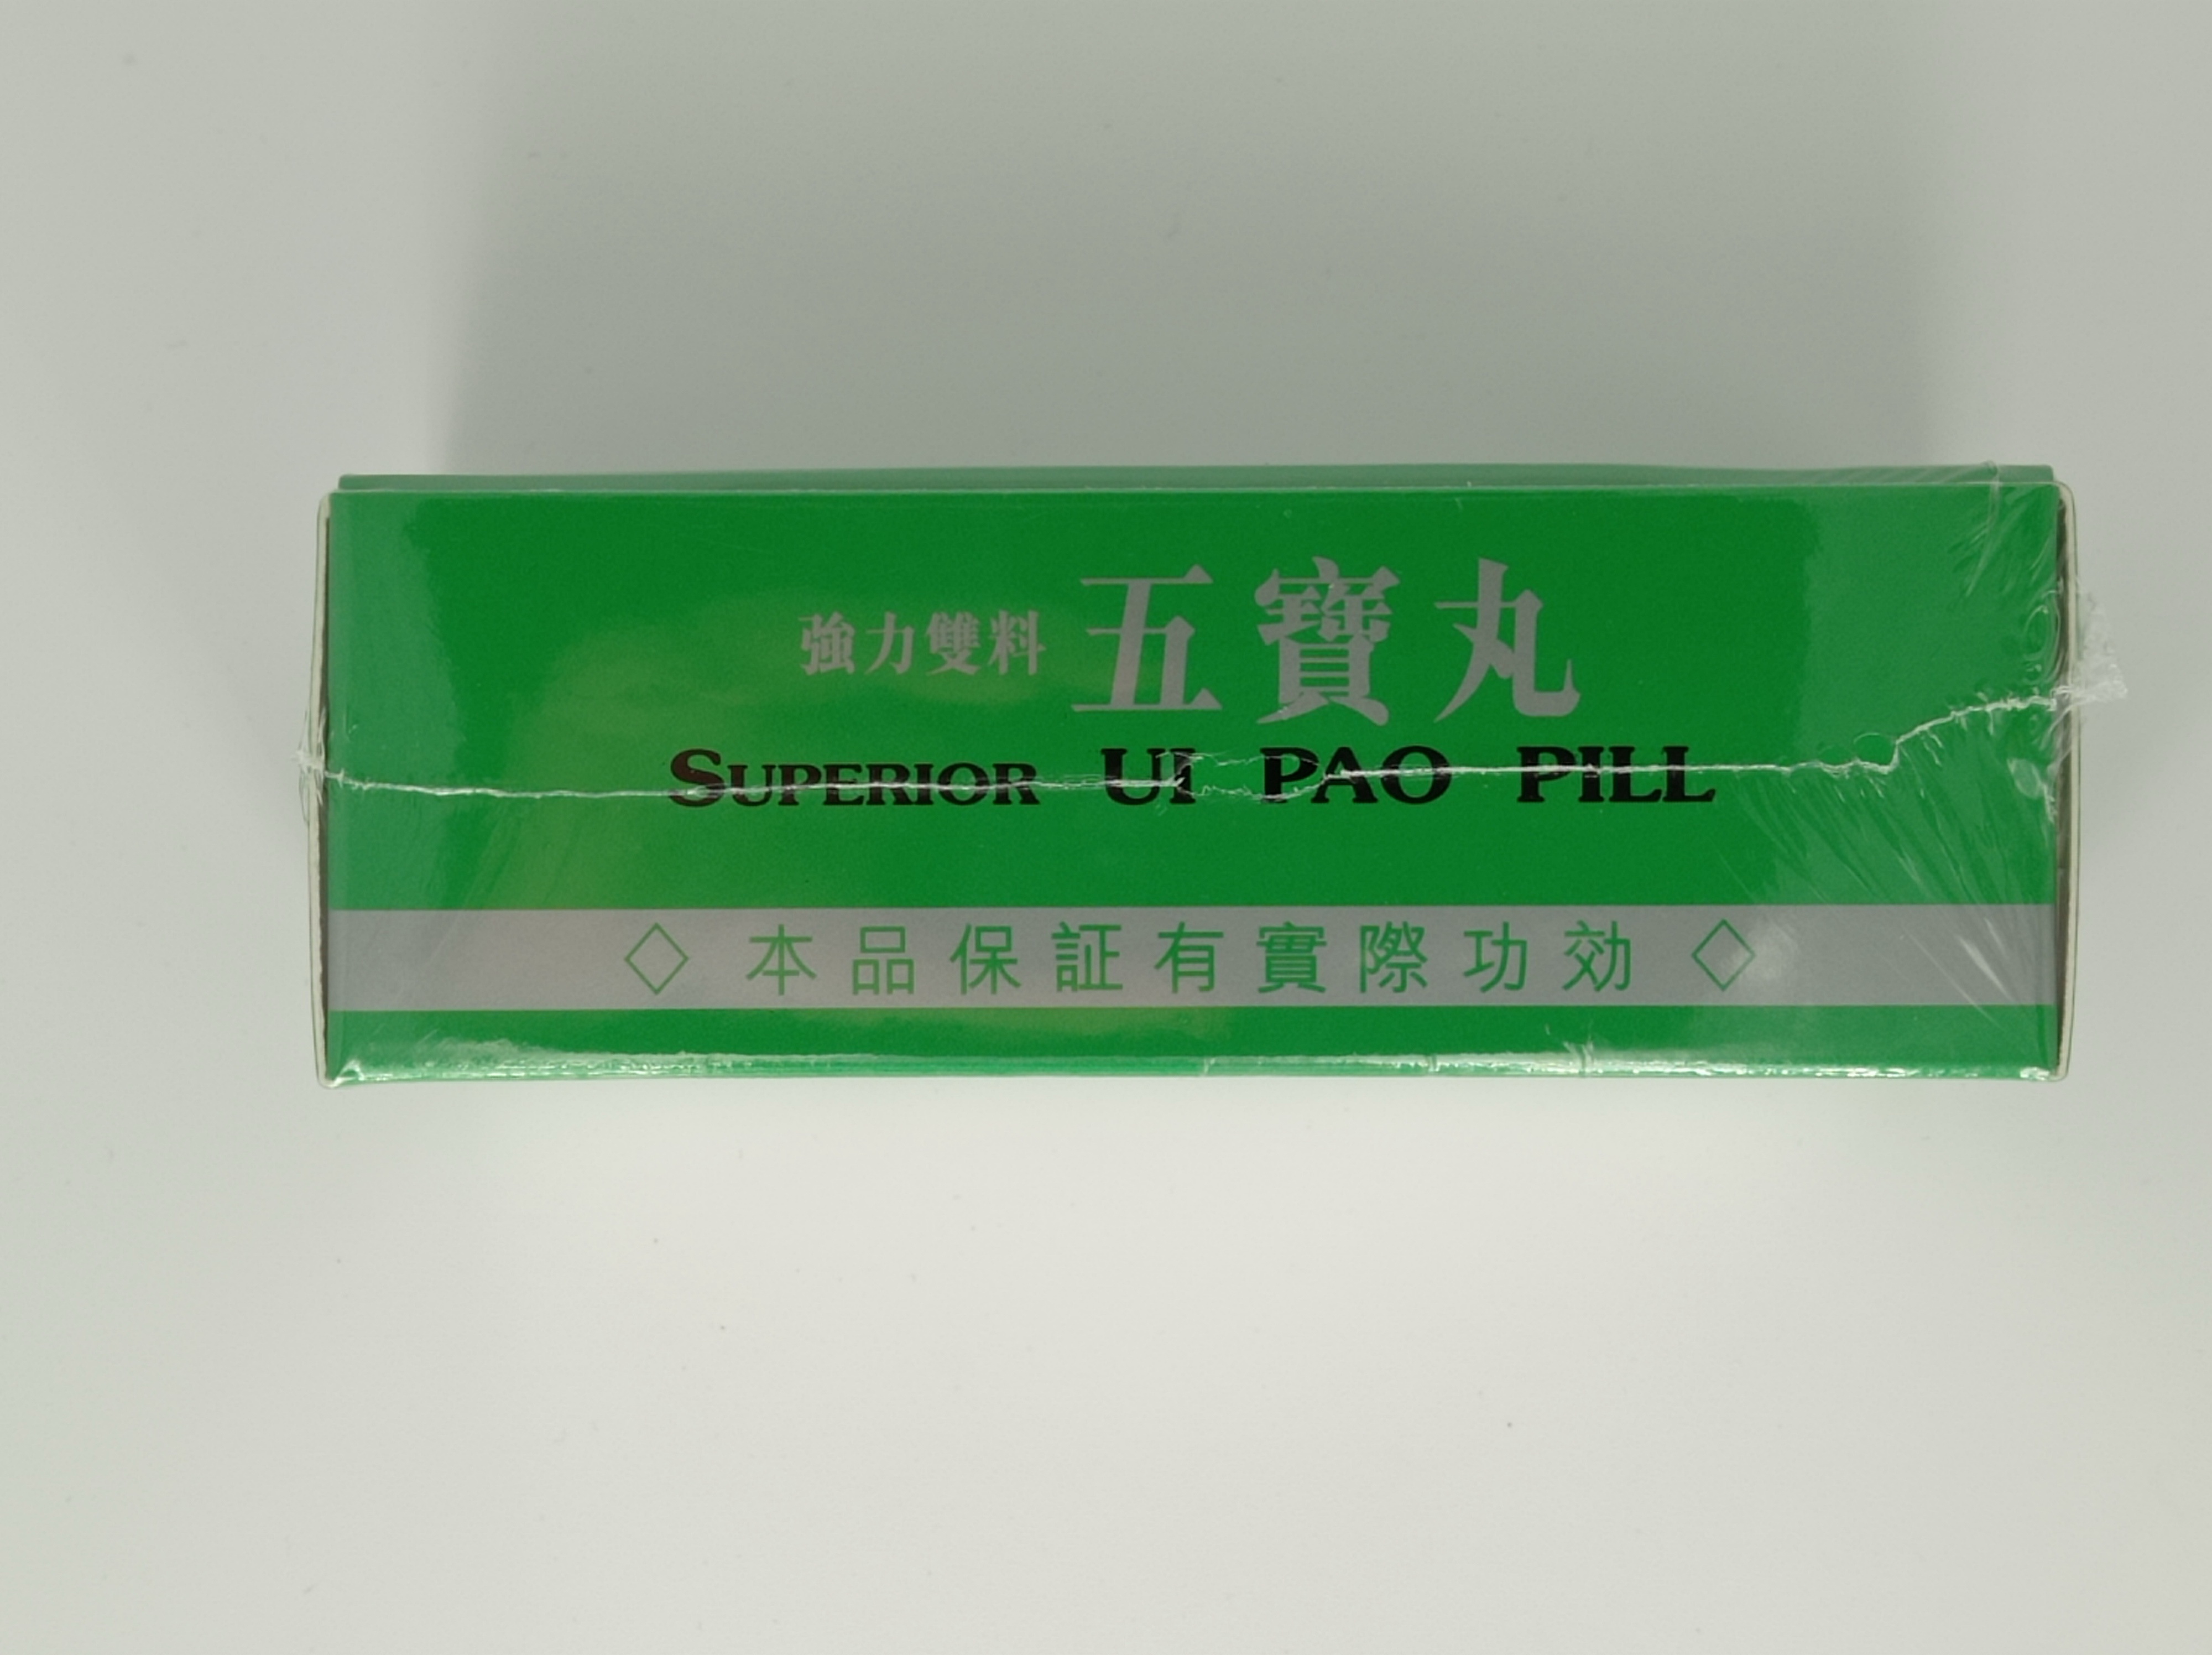 強力雙料 五寶丸
SUPERIOR UI PAO PILL
◇ 本品保証有實際功効 ◇